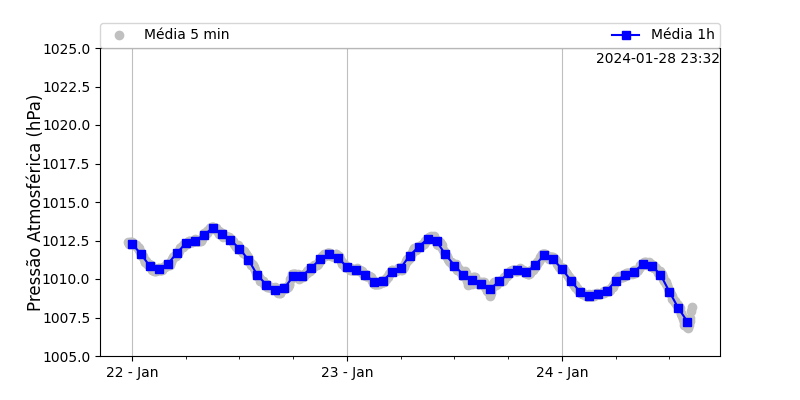 Média 5 min
Média 1h
2024-01-28 23:32
Pressão Atmosférica (hPa)
1025.0
1022.5
1020.0
1017.5
1015.0
1012.5
1010.0
1007.5
1005.0
22 - Jan
23 - Jan
24 - Jan